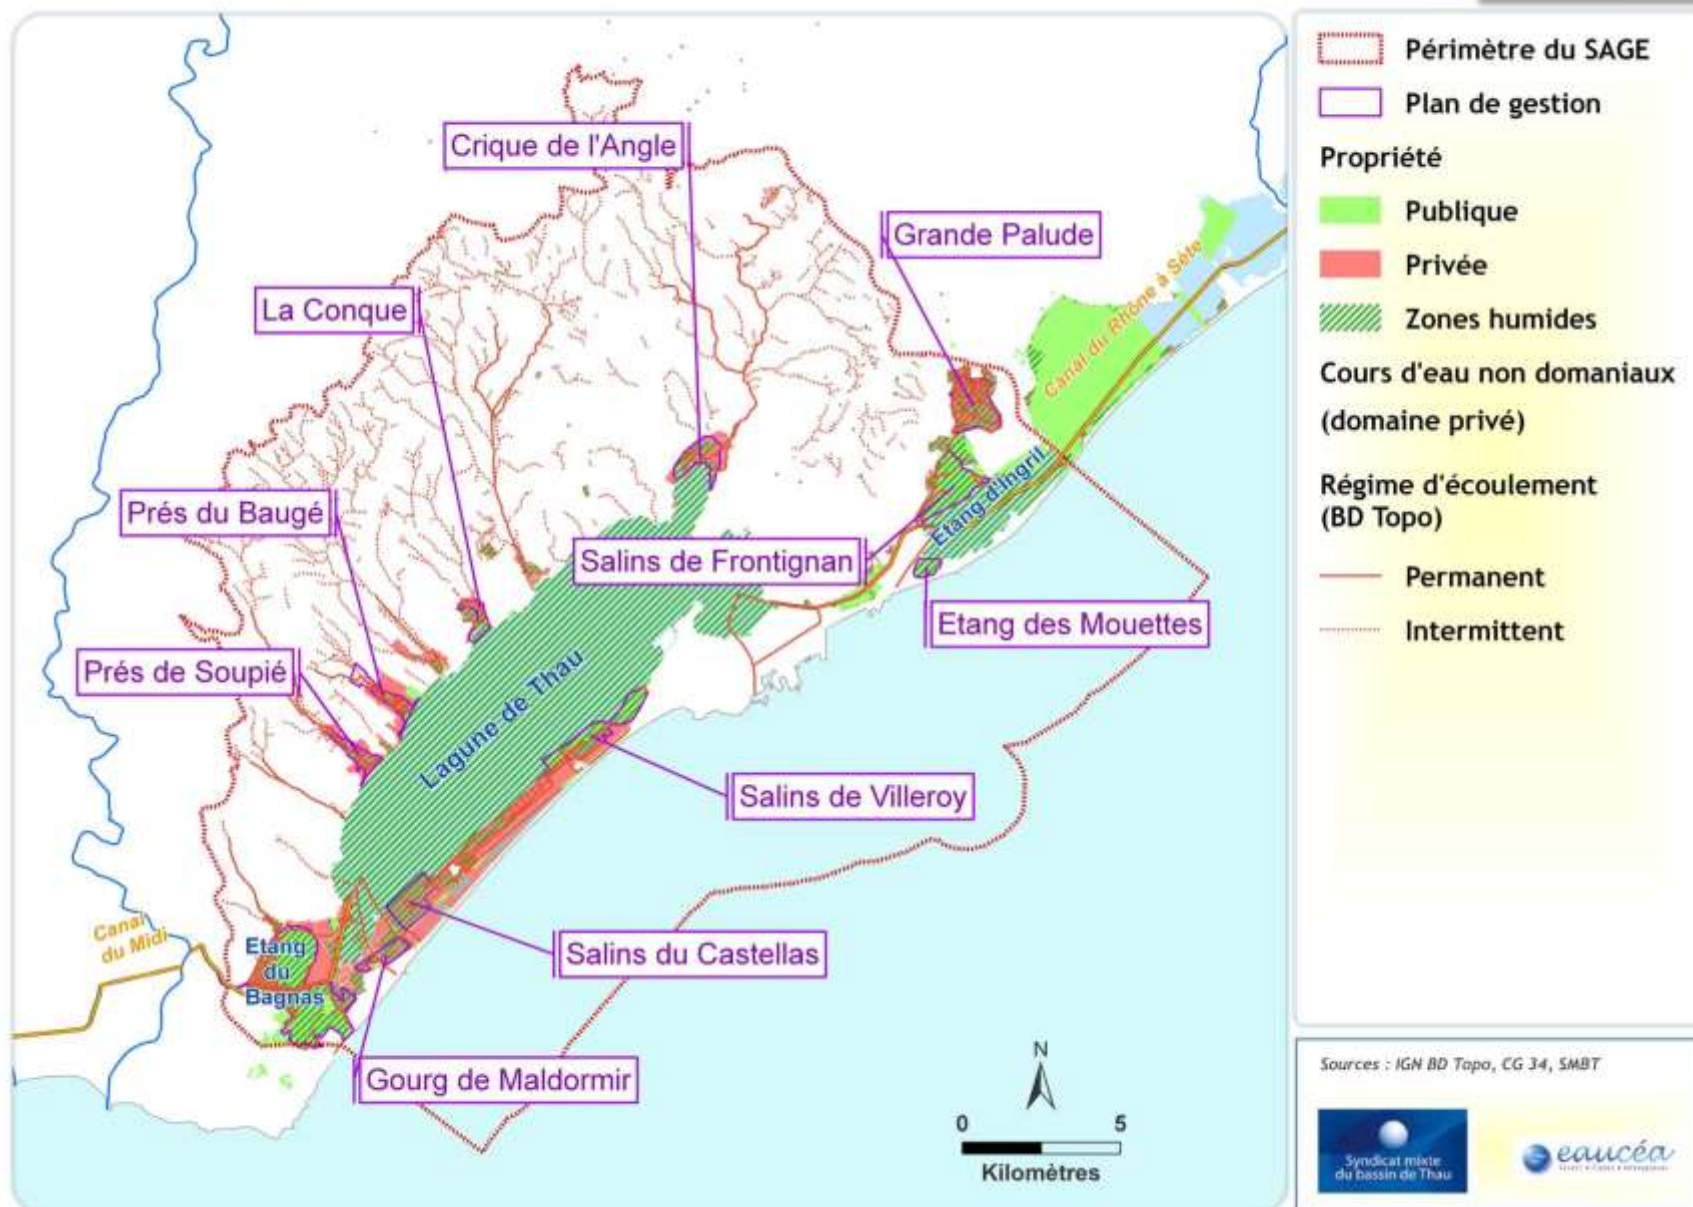 Crique de l'Angle
Grande Palude
La Conque
Canal du Rhône à Sète
Prés du Baugé
Etang d'Ingril
Salins de Frontignan
Etang des Mouettes
Prés de Soupié
Lagune de Thau
Salins de Villeroy
Canal
du Midi
Etang
du
Bagnas
Salins du Castellas
Gourg de Maldormir
N
0 5
Kilomètres
Périmètre du SAGE
Plan de gestion
Propriété
Publique
Privée
Zones humides
Cours d'eau non domaniaux
(domaine privé)
Régime d'écoulement
(BD Topo)
Permanent
Intermittent
Sources : IGN BD Topo, CG 34, SMBT
Syndicat mixte
du bassin de Thau
eaucéa